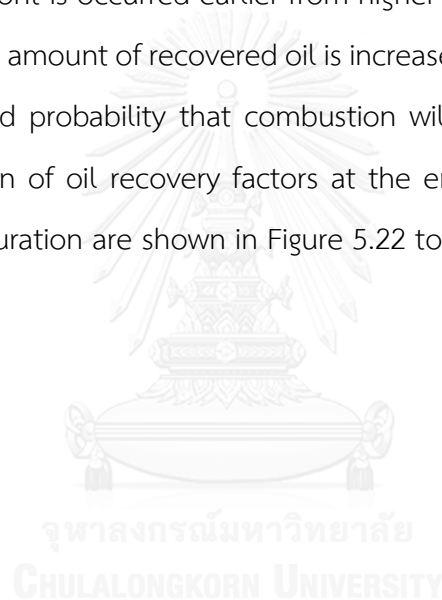 ont is occurred earlier from higher
amount of recovered oil is increase
d probability that combustion wil
n of oil recovery factors at the er
uration are shown in Figure 5.22 to
จุฬาลงกรณ์มหาวิทยาลัย
CHULALONGKORN UNIVERSITY